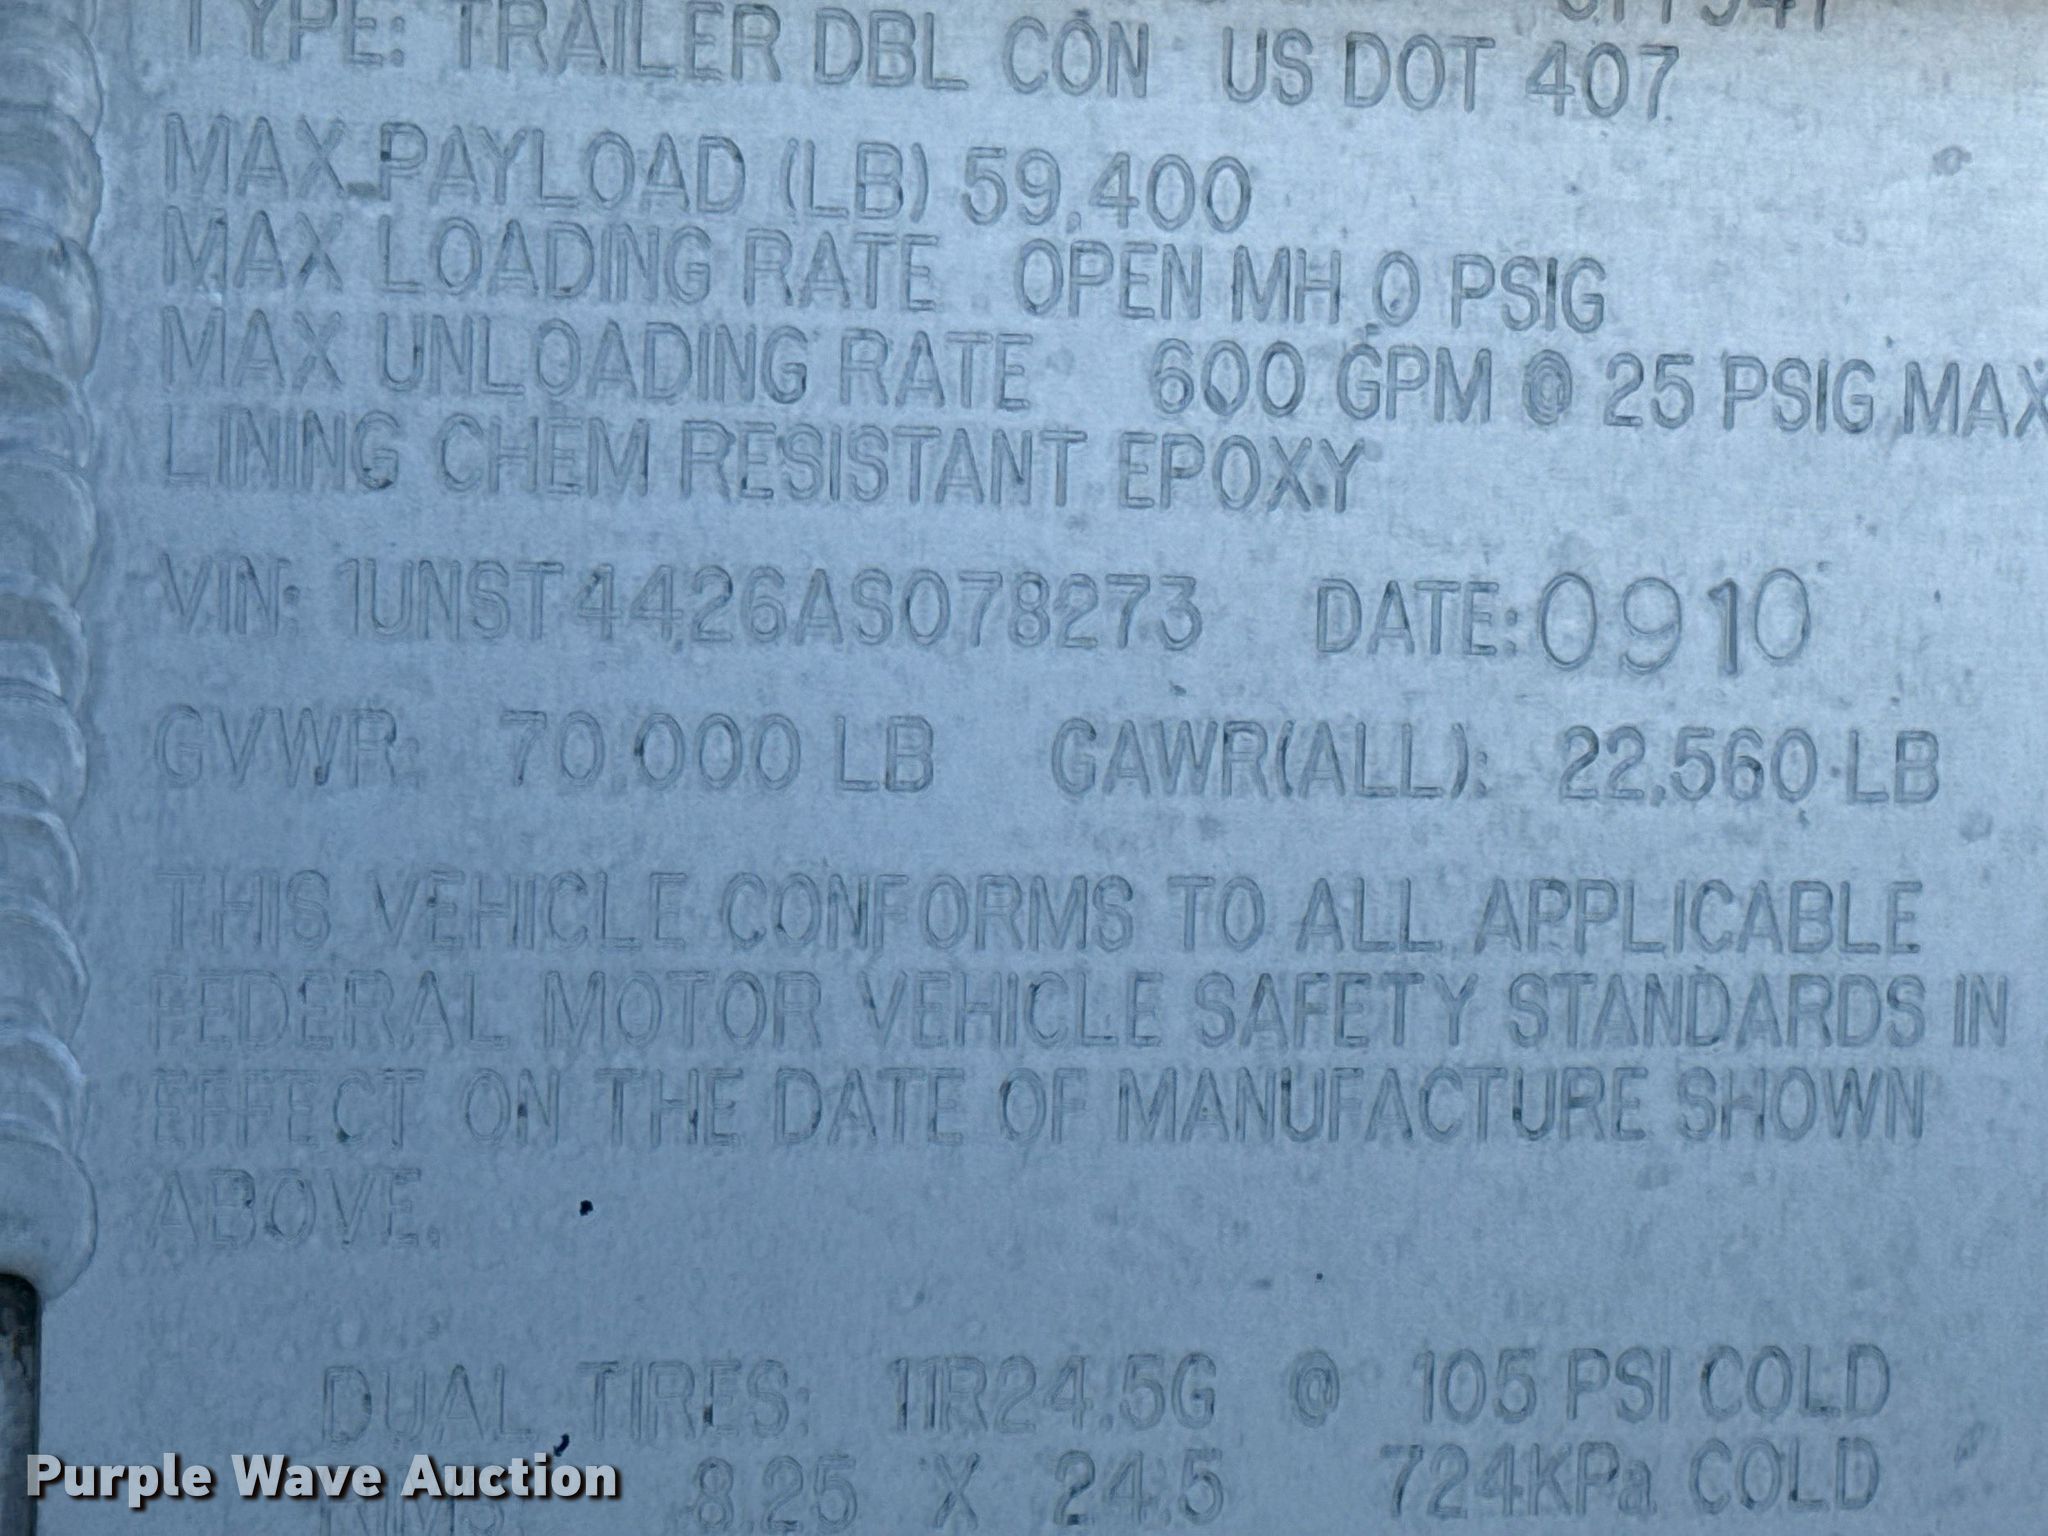 TYPE: TRAILER DBL CON US DOT 407
MAX PAYLOAD (LB) 59,400
MAX LOADING RATE OPEN MH 0 PSIG
MAX UNLOADING RATE 600 GPM @ 25 PSIG MAX
LINING CHEM RESISTANT EPOXY
VIN: 1UNST4426AS078273 DATE: 0910
GVWR: 70,000 LB GAWR(ALL): 22,560 LB
THIS VEHICLE CONFORMS TO ALL APPLICABLE
FEDERAL MOTOR VEHICLE SAFETY STANDARDS IN
EFFECT ON THE DATE OF MANUFACTURE SHOWN
ABOVE.
DUAL TIRES: 11R24.5G @ 105 PSI COLD
RIMS 8.25 X 24.5 724KPa COLD
Purple Wave Auction